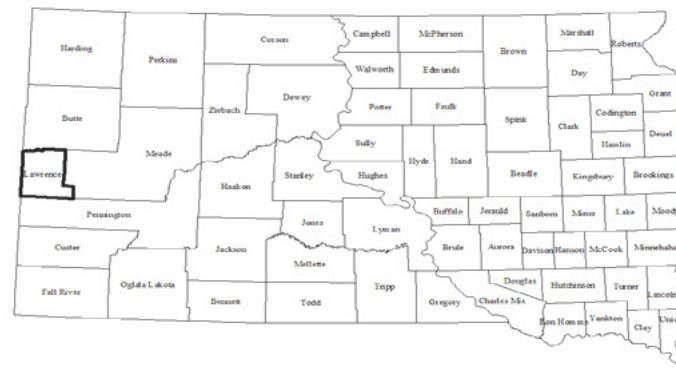 Harding
Perkins
Corson
Campbell
McPherson
Brown
Marshall
Roberts
Walworth
Edmunds
Day
Butte
Ziebach
Dewey
Potter
Faulk
Spink
Clark
Codington
Grant
Hamlin
Deuel
Lawrence
Meade
Sully
Hyde
Hand
Haakon
Stanley
Hughes
Beadle
Kingsbury
Brookings
Pennington
Jones
Lyman
Buffalo
Jerauld
Sanborn
Miner
Lake
Mood
Custer
Jackson
Mellette
Brule
Aurora
Davison
Hanson
McCook
Minneha
Fall River
Oglala Lakota
Bennett
Todd
Tripp
Gregory
Charles Mix
Douglas
Hutchinson
Turner
Lincoln
Bon Homme
Yankton
Clay
Unio